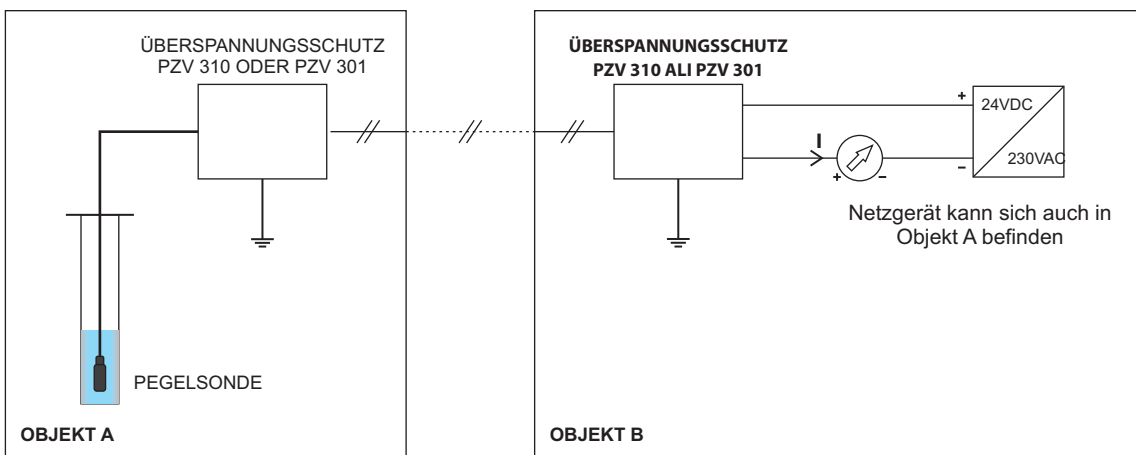 ÜBERSPANNUNGSSCHUTZ
PZV 310 ODER PZV 301
PEGELSONDE
OBJEKT A
ÜBERSPANNUNGSSCHUTZ
PZV 310 ALI PZV 301
I
+
-
+
24VDC
230VAC
-
Netzgerät kann sich auch in
Objekt A befinden
OBJEKT B